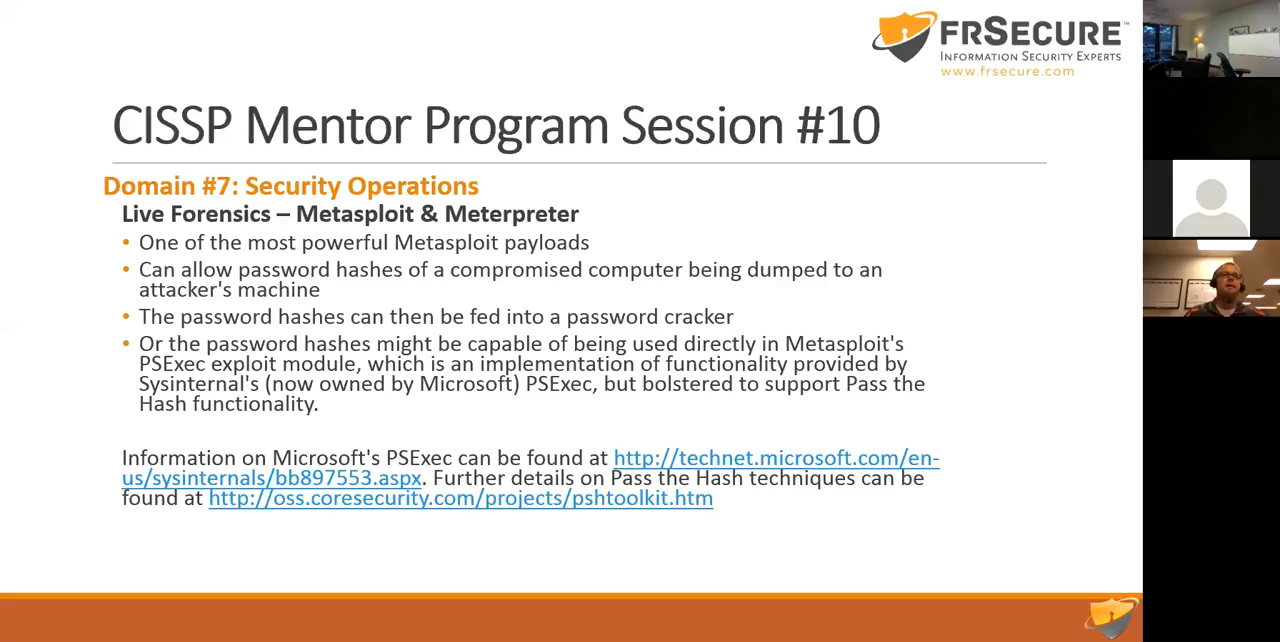 FRSECURE™
INFORMATION SECURITY EXPERTS
www.frsecure.com
CISSP Mentor Program Session #10
Domain #7: Security Operations
Live Forensics – Metasploit & Meterpreter
• One of the most powerful Metasploit payloads
• Can allow password hashes of a compromised computer being dumped to an
attacker's machine
• The password hashes can then be fed into a password cracker
• Or the password hashes might be capable of being used directly in Metasploit's
PSExec exploit module, which is an implementation of functionality provided by
Sysinternal's (now owned by Microsoft) PSExec, but bolstered to support Pass the
Hash functionality.
Information on Microsoft's PSExec can be found at http://technet.microsoft.com/en-
us/sysinternals/bb897553.aspx. Further details on Pass the Hash techniques can be
found at http://oss.coresecurity.com/projects/pshtoolkit.htm